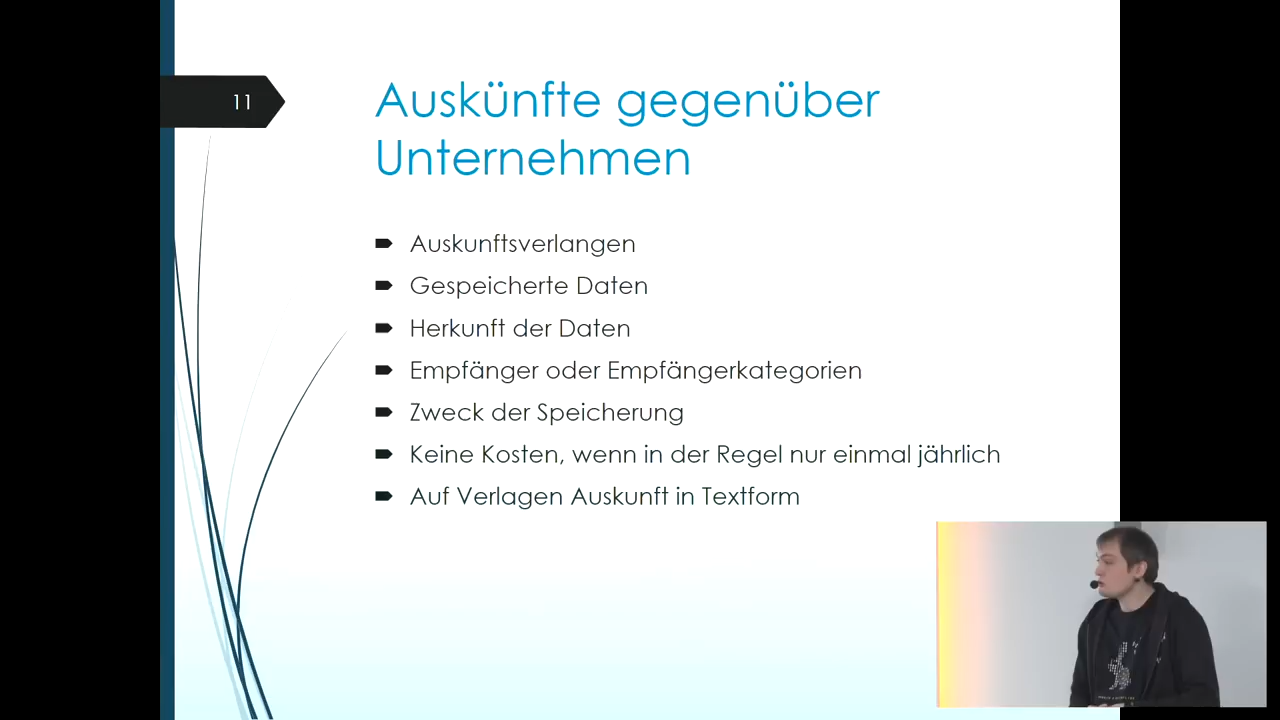 11
Auskünfte gegenüber
Unternehmen
Auskunftsverlangen
Gespeicherte Daten
Herkunft der Daten
Empfänger oder Empfängerkategorien
Zweck der Speicherung
Keine Kosten, wenn in der Regel nur einmal jährlich
Auf Verlagen Auskunft in Textform